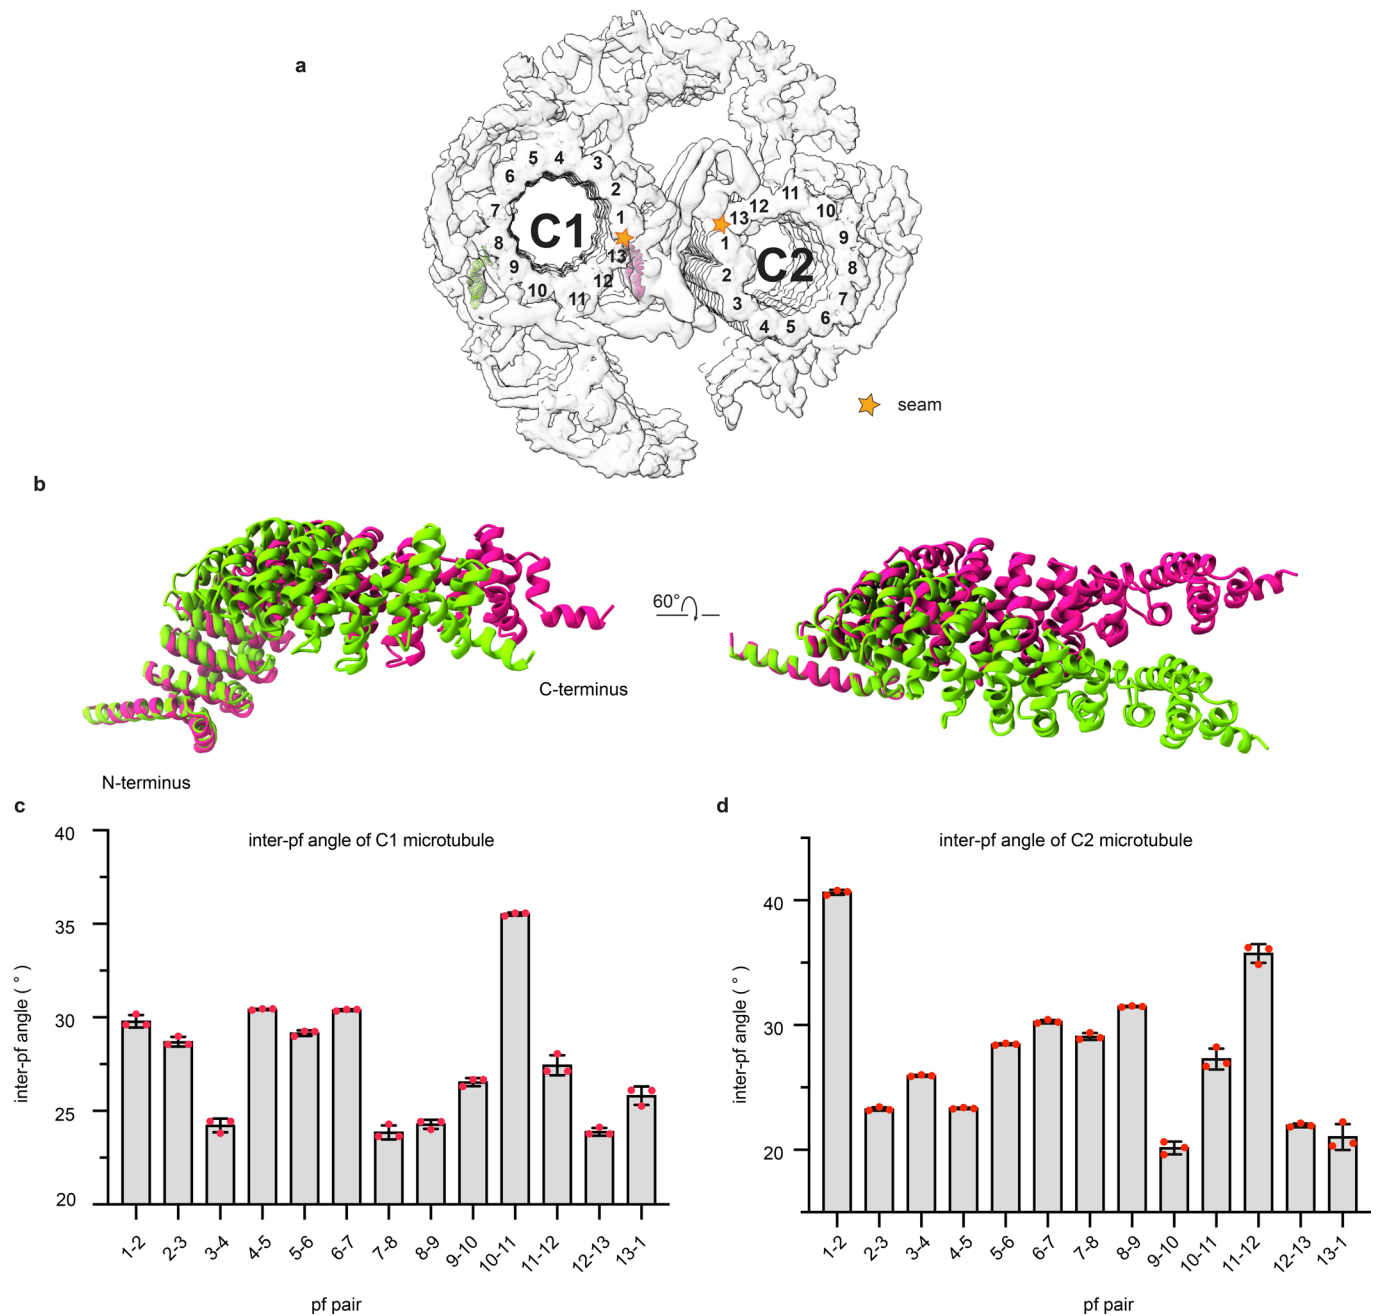 a
5 4 3
6 2
7 C1 1
8 13
9 12
10 11
11
12 10
13 9
1 C2 8
2 7
3 6
4 5
seam
b
60°
C-terminus
N-terminus
c
inter-pf angle of C1 microtubule
inter-pf angle ( ° )
40
35
30
25
20
1-2 2-3 3-4 4-5 5-6 6-7 7-8 8-9 9-10 10-11 11-12 12-13 13-1
pf pair
d
inter-pf angle of C2 microtubule
inter-pf angle ( ° )
40
30
20
1-2 2-3 3-4 4-5 5-6 6-7 7-8 8-9 9-10 10-11 11-12 12-13 13-1
pf pair